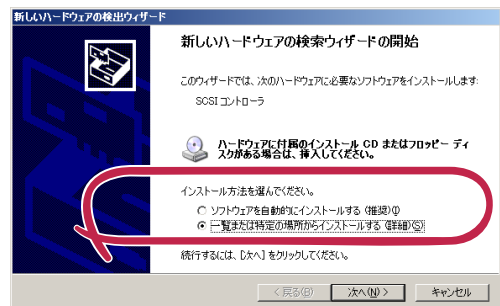 新しいハードウェアの検出ウィザード
新しいハードウェアの検索ウィザードの開始
このウィザードでは、次のハードウェアに必要なソフトウェアをインストールします:
SCSI コントローラ
ハードウェアに付属のインストール CD またはフロッピー ディ
スクがある場合は、挿入してください。
インストール方法を選んでください。
ソフトウェアを自動的にインストールする (推奨)(I)
一覧または特定の場所からインストールする (詳細)(S)
続行するには、[次へ] をクリックしてください。
< 戻る(B) 次へ(N) > キャンセル